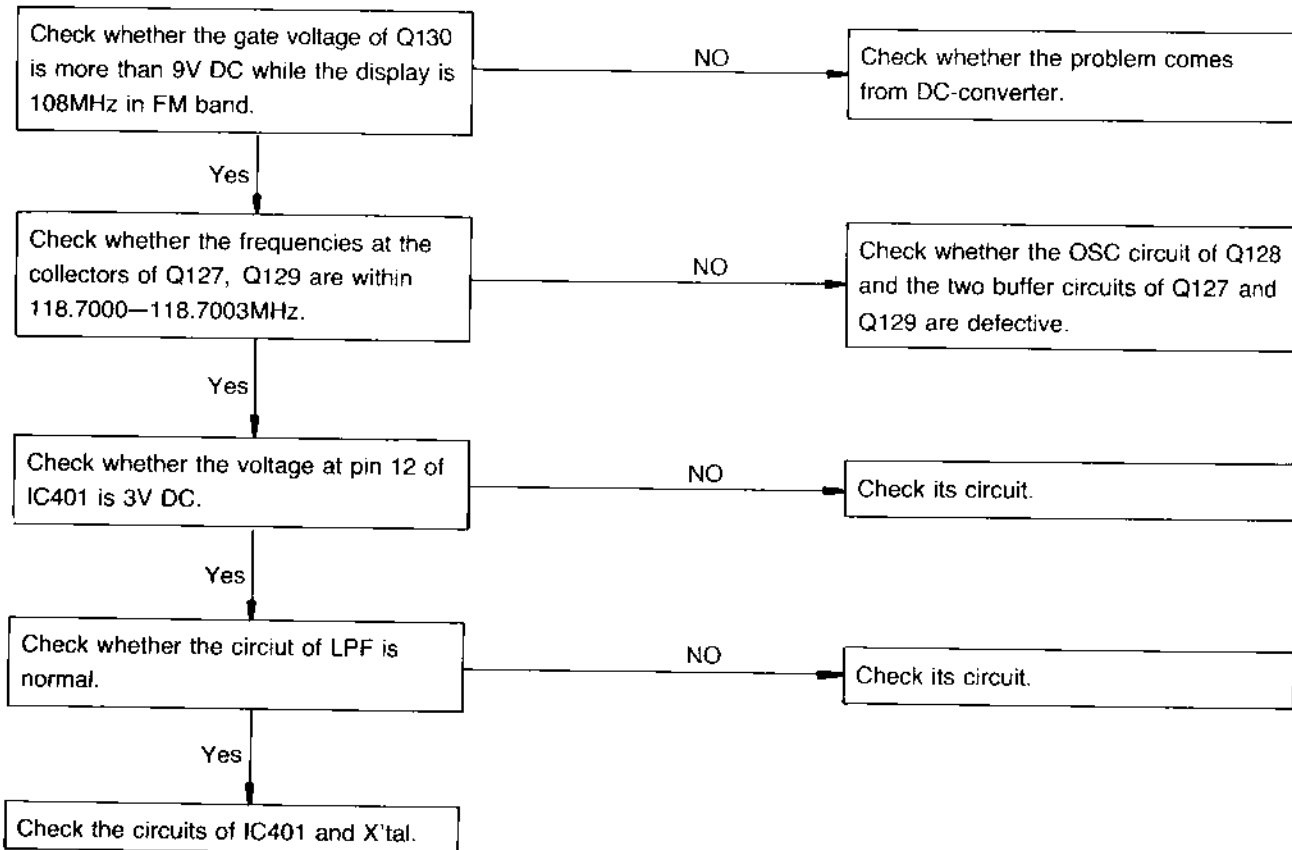 Check whether the gate voltage of Q130
is more than 9V DC while the display is
108MHz in FM band.
NO
Check whether the problem comes
from DC-converter.
Yes
Check whether the frequencies at the
collectors of Q127, Q129 are within
118.7000—118.7003MHz.
NO
Check whether the OSC circuit of Q128
and the two buffer circuits of Q127 and
Q129 are defective.
Yes
Check whether the voltage at pin 12 of
IC401 is 3V DC.
NO
Check its circuit.
Yes
Check whether the circiut of LPF is
normal.
NO
Check its circuit.
Yes
Check the circuits of IC401 and X'tal.